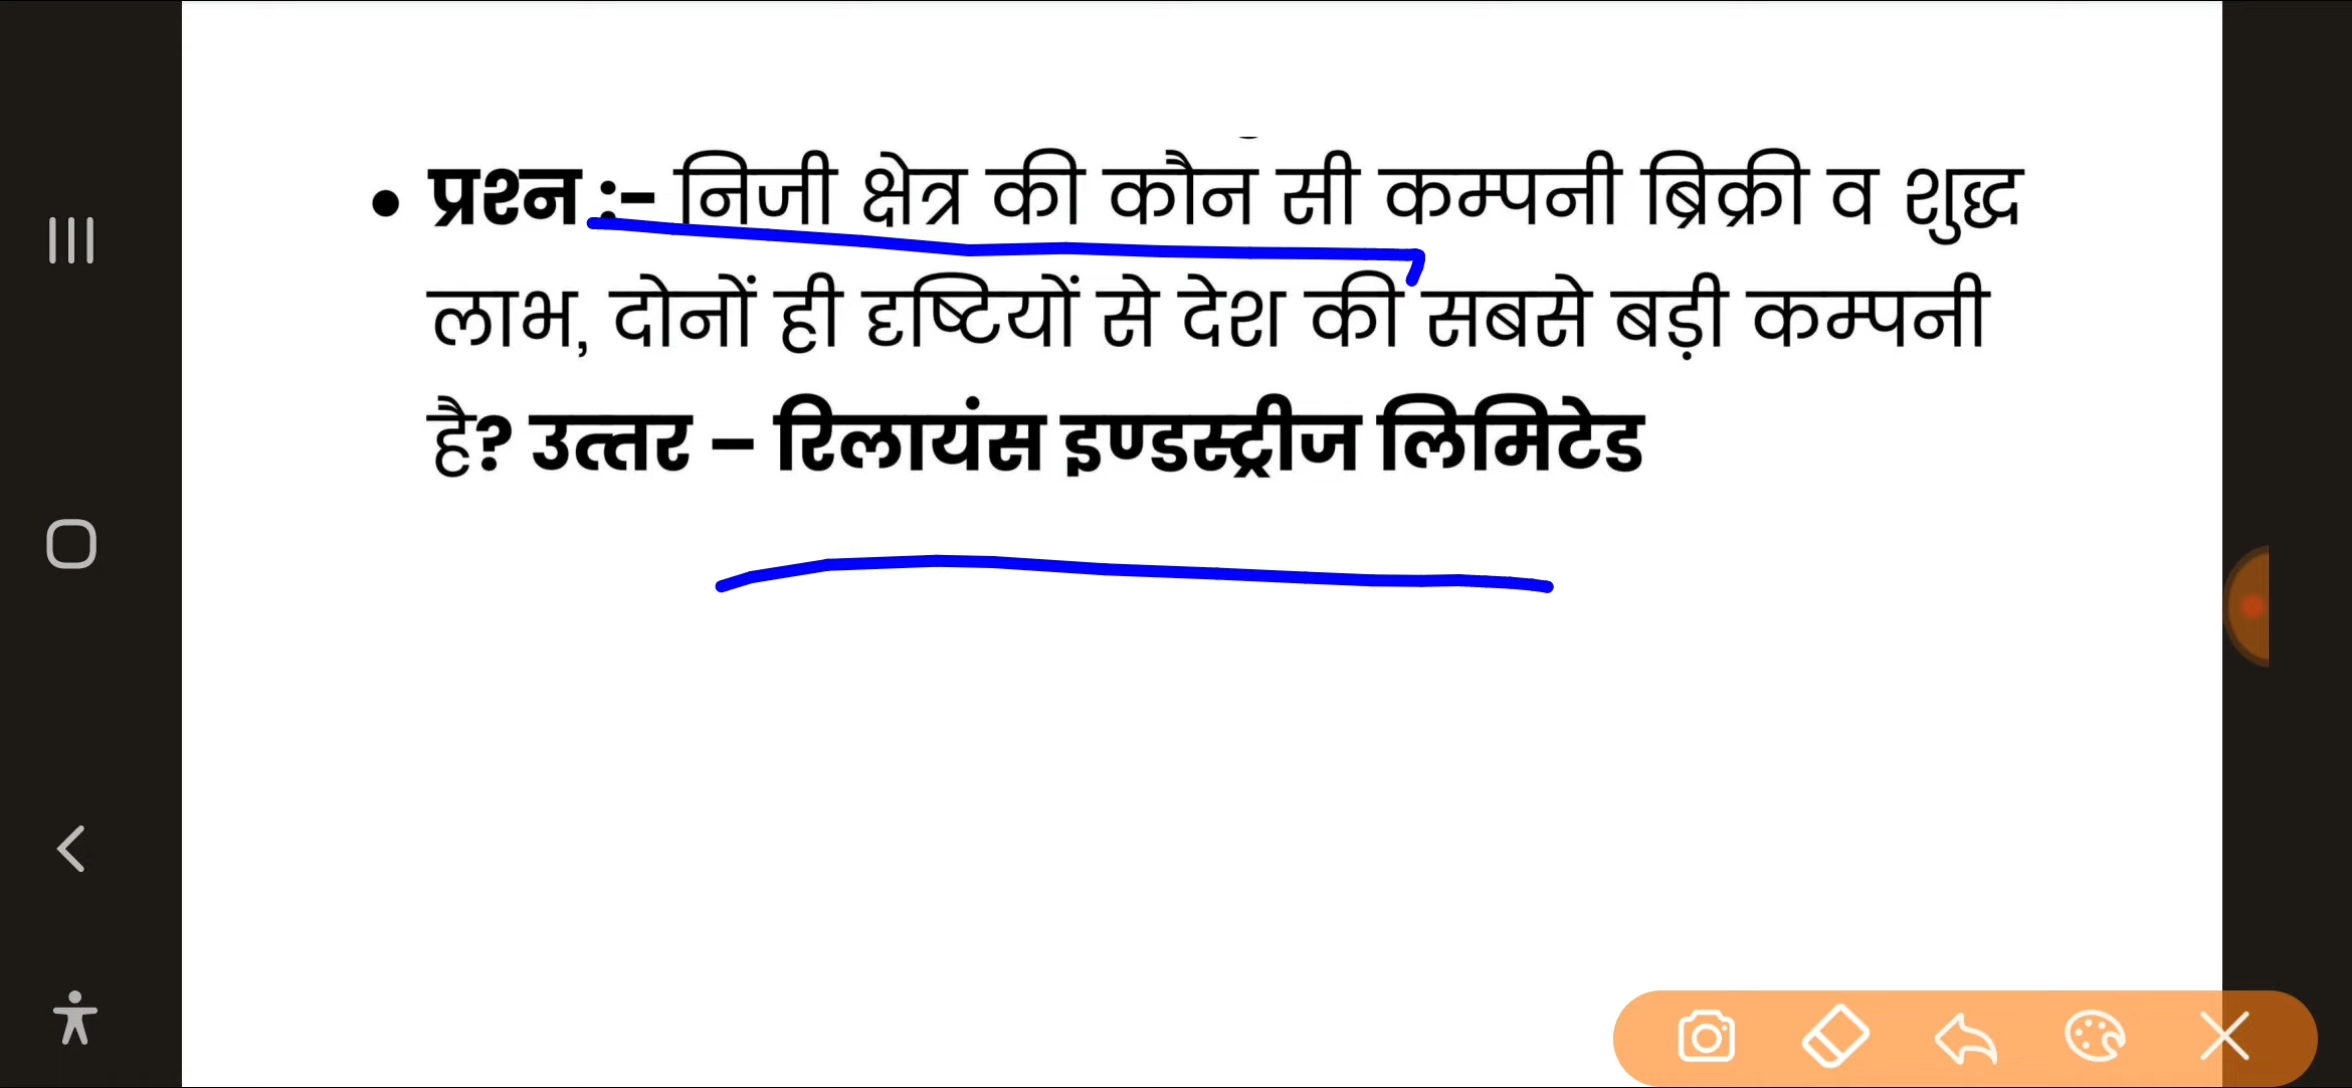 • प्रश्न :- निजी क्षेत्र की कौन सी कम्पनी ब्रिक्री व शुद्ध
लाभ, दोनों ही दृष्टियों से देश की सबसे बड़ी कम्पनी
है? उत्तर – रिलायंस इण्डस्ट्रीज लिमिटेड